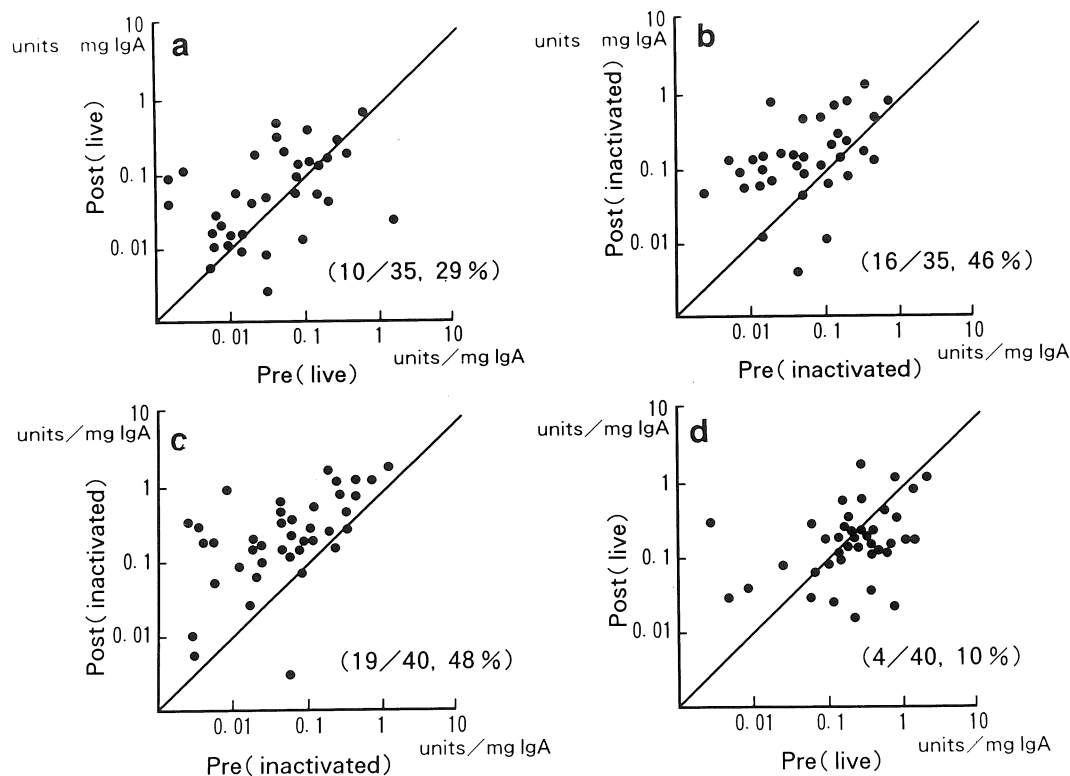 10
units mg IgA
a
1
0.1
0.01
Post(live)
(10/35, 29%)
0.01 0.1 1 10
units/mg IgA
Pre(live)
10
units mg IgA
b
1
0.1
0.01
Post(inactivated)
(16/35, 46%)
0.01 0.1 1 10
units/mg IgA
Pre(inactivated)
10
units/mg IgA
c
1
0.1
0.01
Post(inactivated)
(19/40, 48%)
0.01 0.1 1 10
units/mg IgA
Pre(inactivated)
10
units/mg IgA
d
1
0.1
0.01
Post(live)
(4/40, 10%)
0.01 0.1 1 10
units/mg IgA
Pre(live)